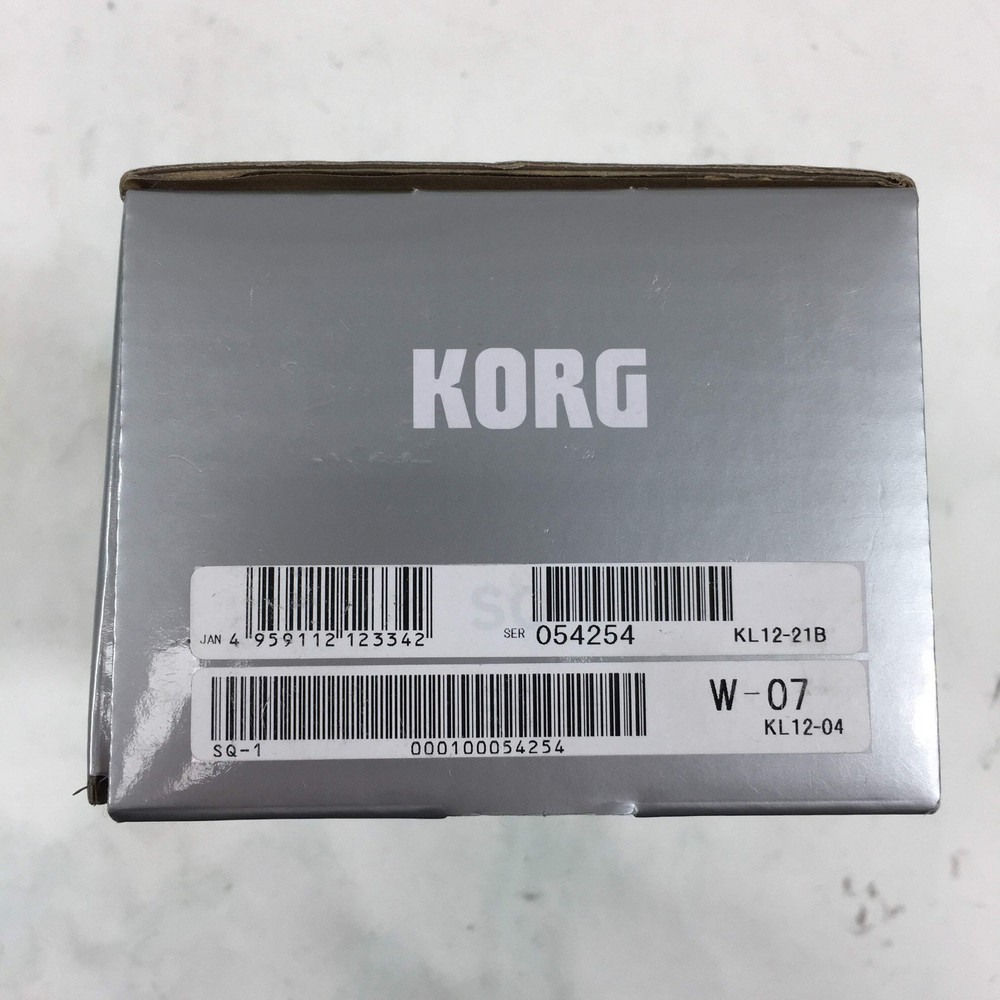 KORG
JAN 4 959112 123342 SER 054254 KL12-21B
W-07
KL12-04
SQ-1 000100054254